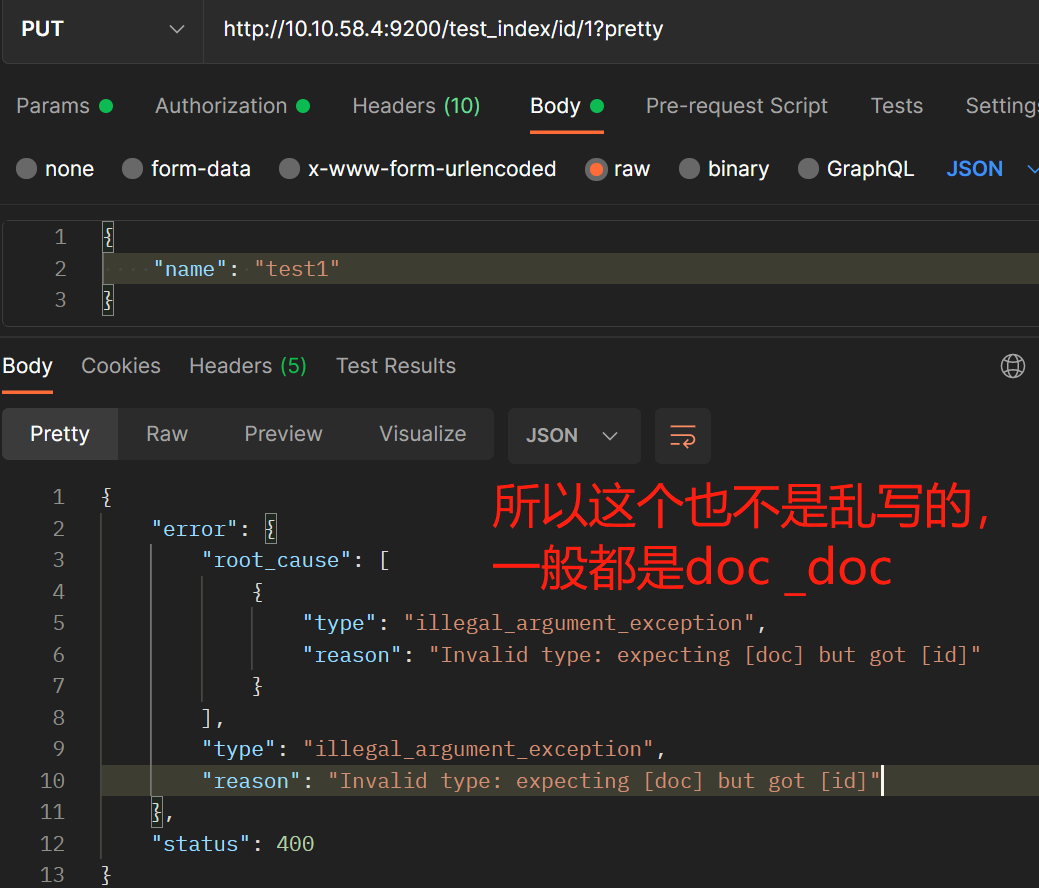 PUT http://10.10.58.4:9200/test_index/id/1?pretty
Params Authorization Headers (10) Body Pre-request Script Tests Settings
none form-data x-www-form-urlencoded raw binary GraphQL JSON
1 {
2 "name": "test1"
3 }
Body Cookies Headers (5) Test Results
Pretty Raw Preview Visualize JSON
1 {
2 "error": {
3 "root_cause": [
4 {
5 "type": "illegal_argument_exception",
6 "reason": "Invalid type: expecting [doc] but got [id]"
7 }
8 ],
9 "type": "illegal_argument_exception",
10 "reason": "Invalid type: expecting [doc] but got [id]"
11 },
12 "status": 400
13 }
所以这个也不是乱写的，
一般都是doc _doc